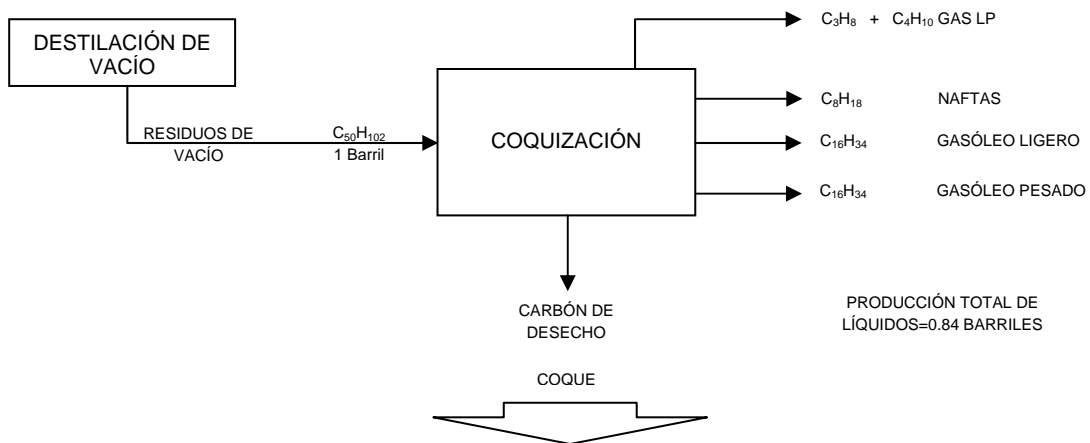 C3H8 + C4H10 GAS LP
DESTILACIÓN DE
VACÍO
C8H18 NAFTAS
RESIDUOS DE
VACÍO
C50H102
1 Barril
COQUIZACIÓN
C16H34 GASÓLEO LIGERO
C16H34 GASÓLEO PESADO
CARBÓN DE
DESECHO
PRODUCCIÓN TOTAL DE
LÍQUIDOS=0.84 BARRILES
COQUE